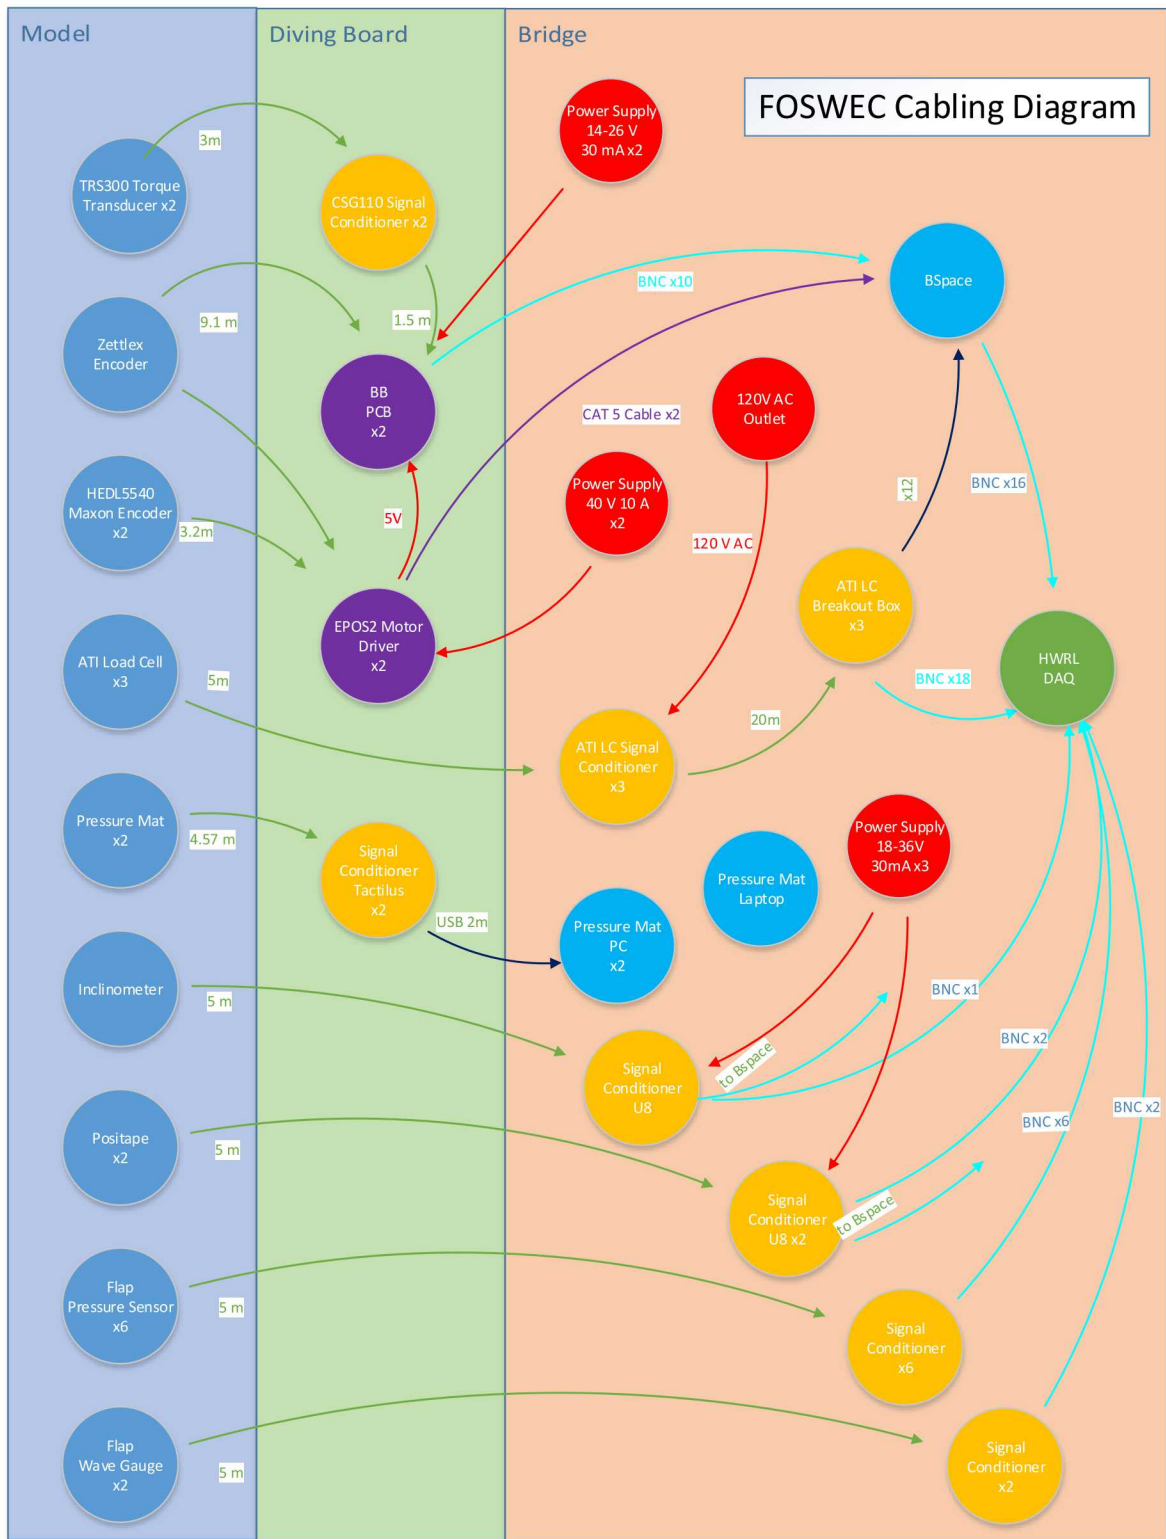 Model
Diving Board
Bridge
FOSWEC Cabling Diagram
Power Supply
14-26 V
30 mA x2
3m
TRS300 Torque
Transducer x2
CSG110 Signal
Conditioner x2
BNC x10
BSpace
9.1 m
1.5 m
Zettlex
Encoder
BB
PCB
x2
CAT 5 Cable x2
120V AC
Outlet
HEDL5540
Maxon Encoder
x2
3.2m
5V
Power Supply
40 V 10 A
x2
x12
BNC x16
120 V AC
ATI LC
Breakout Box
x3
EPOS2 Motor
Driver
x2
ATI Load Cell
x3
5m
BNC x18
HWRL
DAQ
20m
ATI LC Signal
Conditioner
x3
Pressure Mat
x2
4.57 m
Signal
Conditioner
Tactilus
x2
Power Supply
18-36V
30mA x3
Pressure Mat
Laptop
USB 2m
Pressure Mat
PC
x2
Inclinometer
5 m
BNC x1
BNC x2
to Bspace
Signal
Conditioner
U8
BNC x2
BNC x6
Positape
x2
5 m
Signal
Conditioner
U8 x2
to Bspace
Flap
Pressure Sensor
x6
5 m
Signal
Conditioner
x6
Flap
Wave Gauge
x2
5 m
Signal
Conditioner
x2